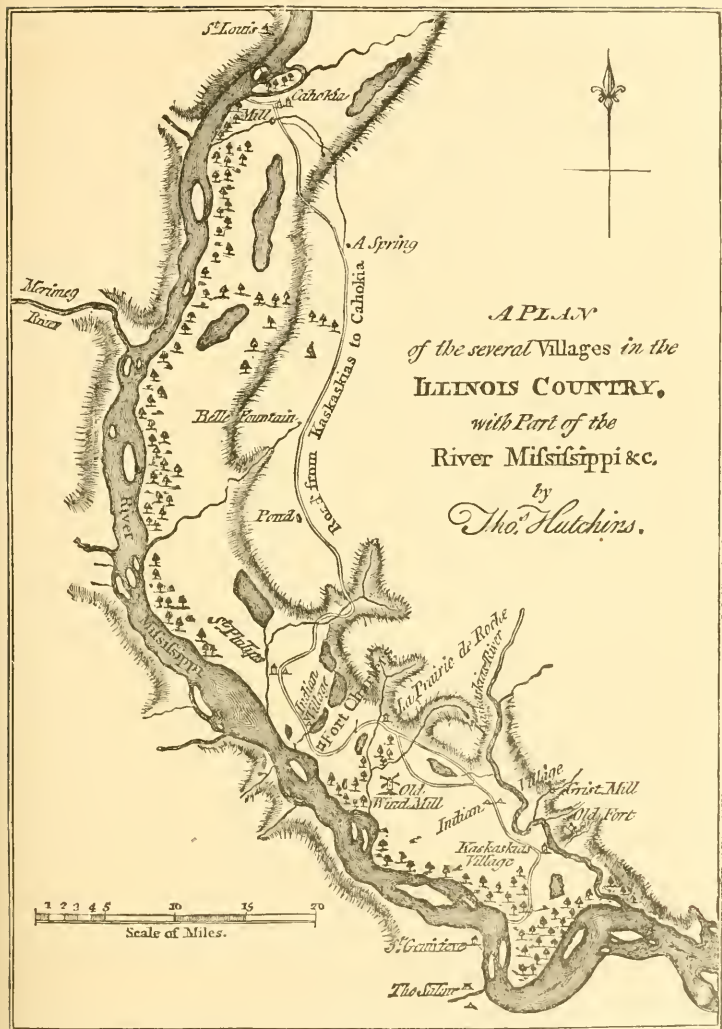 St. Louis
Cahokia
Mill
A Spring
Merimeg
River
A PLAN
of the several Villages in the
ILLINOIS COUNTRY,
with Part of the
River Miſsiſsippi &c.
by
Tho.s Hutchins.
Belle Fountain
Road from Kaskaskias to Cahokia
Pond
River
Miſsiſsippi
St. Philips
Indian
Village
Fort Chartres
La Prairie de Roche
Kaskaskias River
Old
Wind Mill
Indian Village
Grist Mill
Old Fort
Kaskaskias
Village
1 2 3 4 5 10 15 20
Scale of Miles.
The Saline